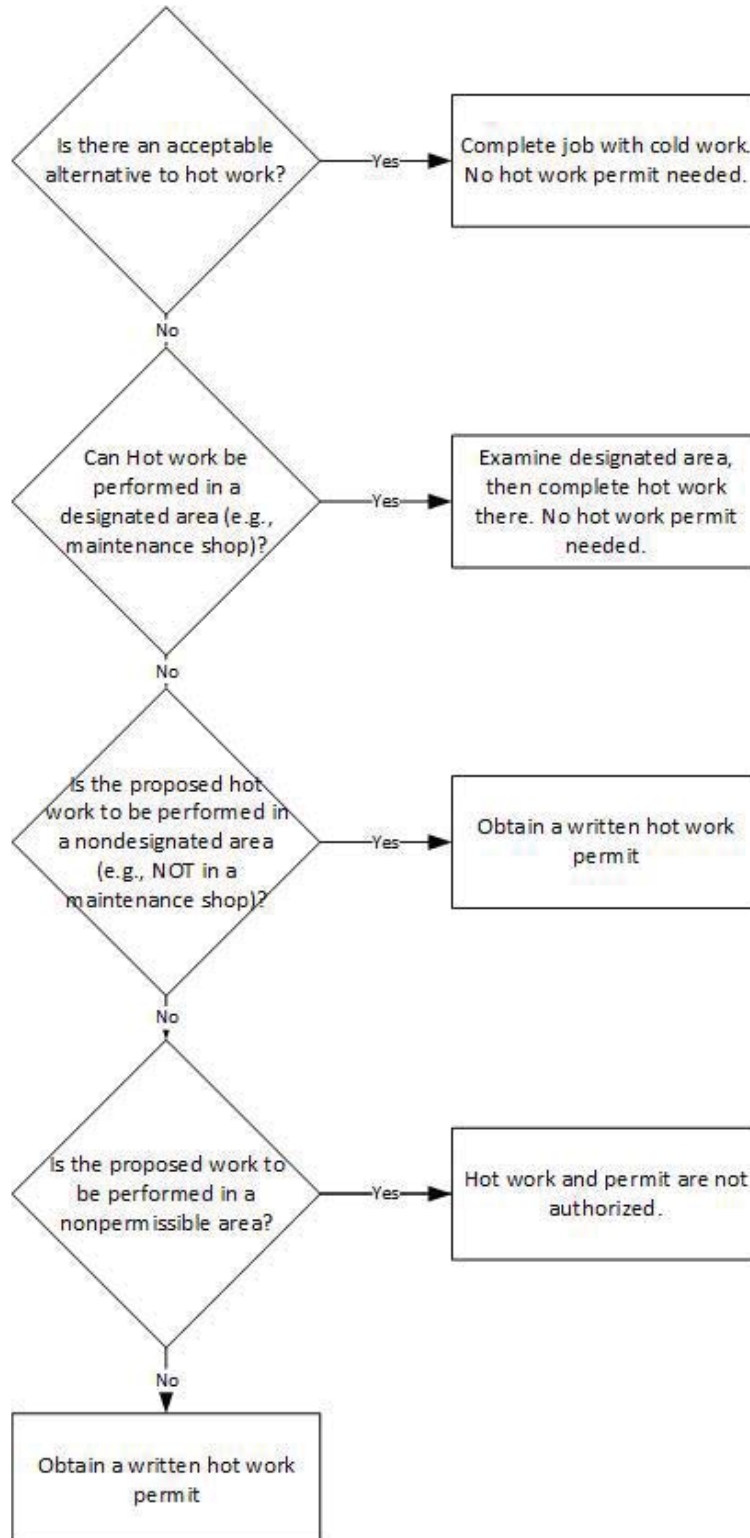 Is there an acceptable
alternative to hot work?
Yes
Complete job with cold work.
No hot work permit needed.
No
Can Hot work be
performed in a
designated area (e.g.,
maintenance shop)?
Yes
Examine designated area,
then complete hot work
there. No hot work permit
needed.
No
Is the proposed hot
work to be performed in
a nondesignated area
(e.g., NOT in a
maintenance shop)?
Yes
Obtain a written hot work
permit
No
Is the proposed work to
be performed in a
nonpermissible area?
Yes
Hot work and permit are not
authorized.
No
Obtain a written hot work
permit